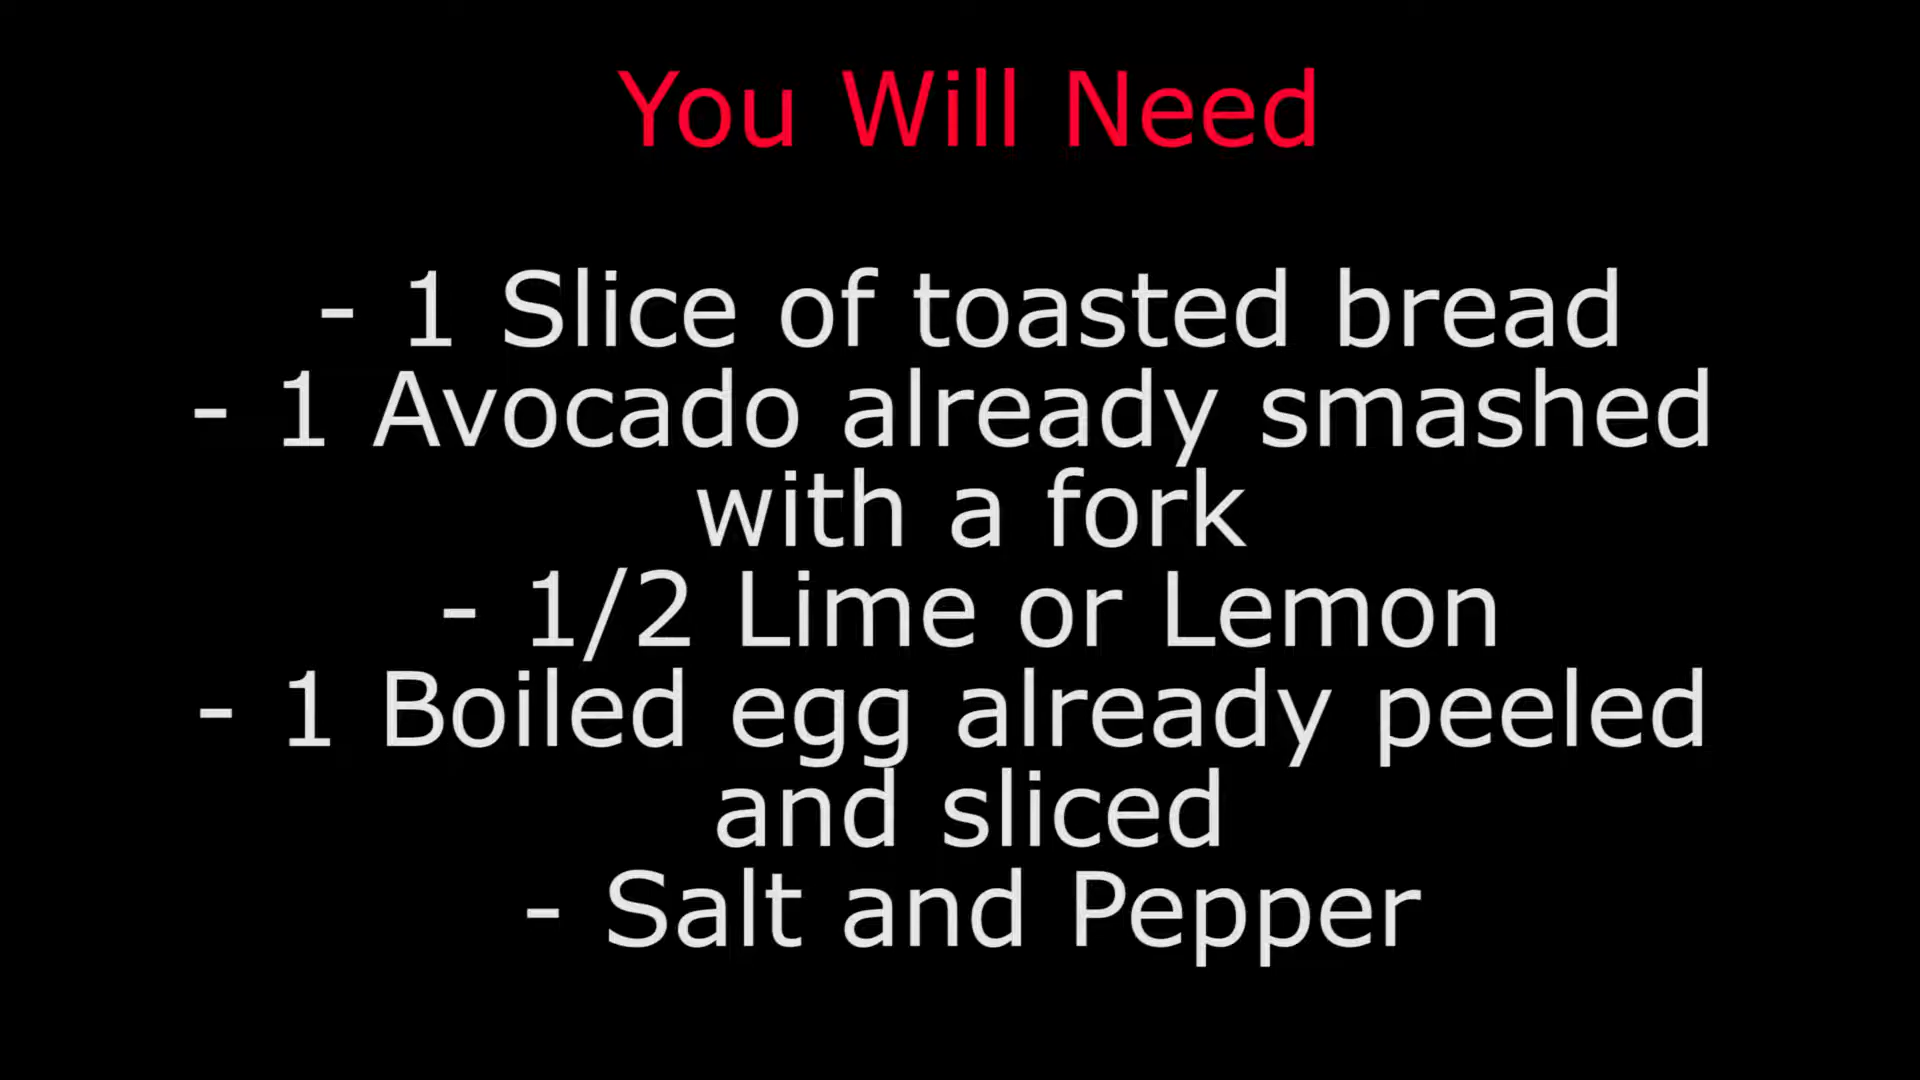 You Will Need
- 1 Slice of toasted bread
- 1 Avocado already smashed
with a fork
- 1/2 Lime or Lemon
- 1 Boiled egg already peeled
and sliced
- Salt and Pepper